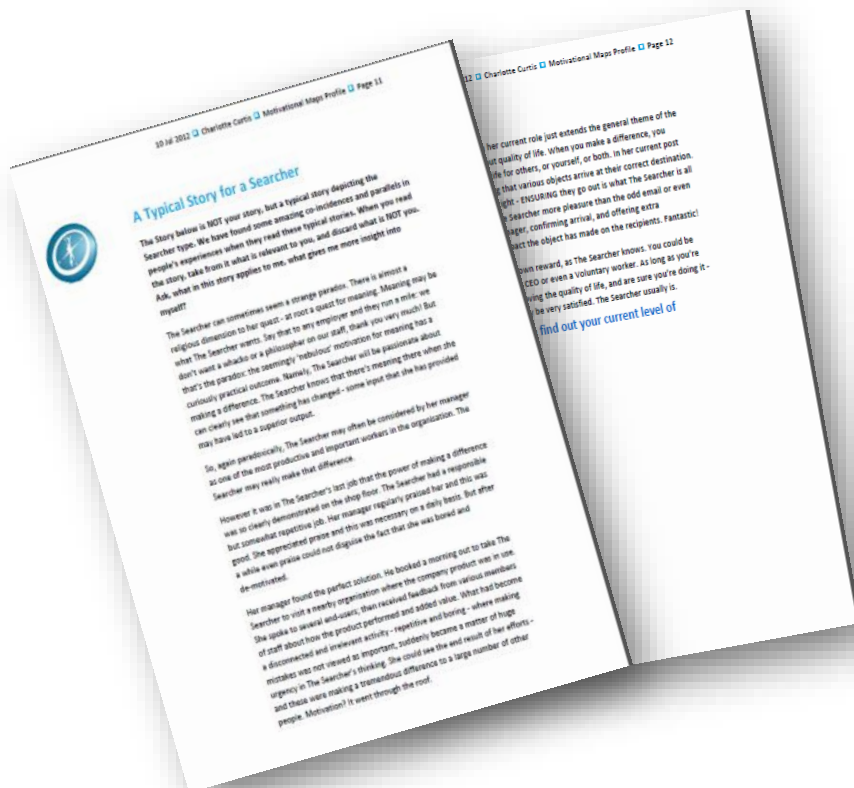 10 Jul 2012 Charlotte Curtis Motivational Maps Profile Page 11
A Typical Story for a Searcher
The Story below is NOT your story, but a typical story depicting the
Searcher type. We have found some amazing co-incidences and parallels in
people's experiences when they read these typical stories. When you read
the story, take from it what is relevant to you, and discard what is NOT you.
Ask, what in this story applies to me, what gives me more insight into
myself?
The Searcher can sometimes seem a strange paradox. There is almost a
religious dimension to her quest - at root a quest for meaning. Meaning may be
what The Searcher wants. Say that to any employer and they run a mile: we
don't want a whacko or a philosopher on our staff, thank you very much! But
that's the paradox: the seemingly 'nebulous' motivation for meaning has a
curiously practical outcome. Namely, The Searcher will be passionate about
making a difference. The Searcher knows that there's meaning there when she
can clearly see that something has changed - some input that she has provided
may have led to a superior output.
So, again paradoxically, The Searcher may often be considered by her manager
as one of the most productive and important workers in the organisation. The
Searcher may really make that difference.
However it was in The Searcher's last job that the power of making a difference
was so clearly demonstrated on the shop floor. The Searcher had a responsible
but somewhat repetitive job. Her manager regularly praised her and this was
good. She appreciated praise and this was necessary on a daily basis. But after
a while even praise could not disguise the fact that she was bored and
de-motivated.
Her manager found the perfect solution. He booked a morning out to take The
Searcher to visit a nearby organisation where the company product was in use.
She spoke to several end-users, then received feedback from various members
of staff about how the product performed and added value. What had become
a disconnected and irrelevant activity - repetitive and boring - where making
mistakes was not viewed as important, suddenly became a matter of huge
urgency in The Searcher's thinking. She could see the end result of her efforts -
and these were making a tremendous difference to a large number of other
people. Motivation? It went through the roof.
12 Charlotte Curtis Motivational Maps Profile Page 12
her current role just extends the general theme of the
quality of life. When you make a difference, you
life for others, or yourself, or both. In her current post
that various objects arrive at their correct destination.
- ENSURING they go out is what The Searcher is all
Searcher more pleasure than the odd email or even
confirming arrival, and offering extra
the object has made on the recipients. Fantastic!
own reward, as The Searcher knows. You could be
CEO or even a Voluntary worker. As long as you're
the quality of life, and are sure you're doing it -
be very satisfied. The Searcher usually is.
find out your current level of